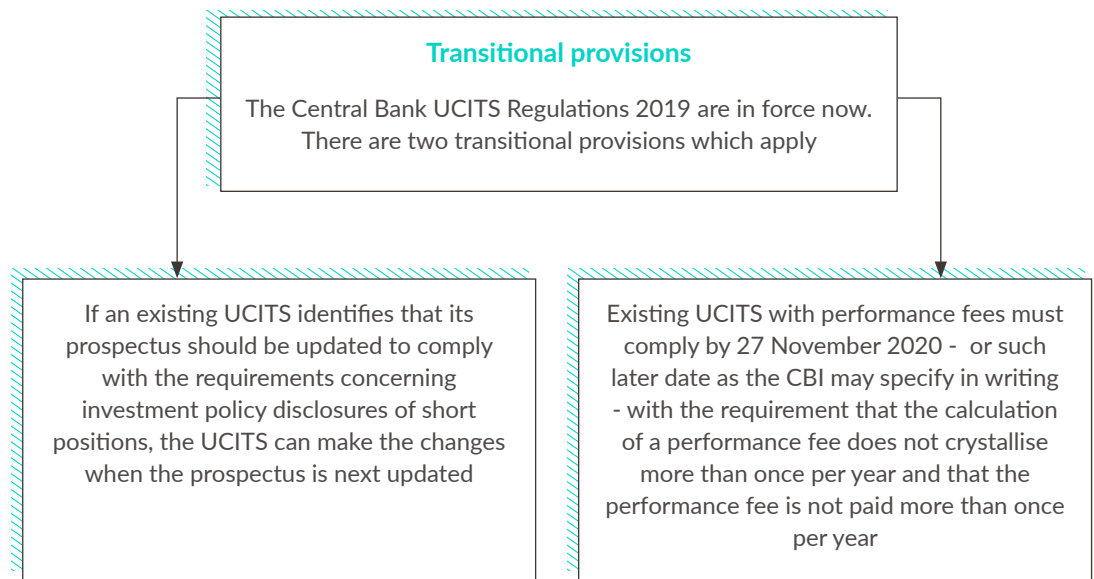 Transitional provisions
The Central Bank UCITS Regulations 2019 are in force now.
There are two transitional provisions which apply
If an existing UCITS identifies that its
prospectus should be updated to comply
with the requirements concerning
investment policy disclosures of short
positions, the UCITS can make the changes
when the prospectus is next updated
Existing UCITS with performance fees must
comply by 27 November 2020 -  or such
later date as the CBI may specify in writing
- with the requirement that the calculation
of a performance fee does not crystallise
more than once per year and that the
performance fee is not paid more than once
per year